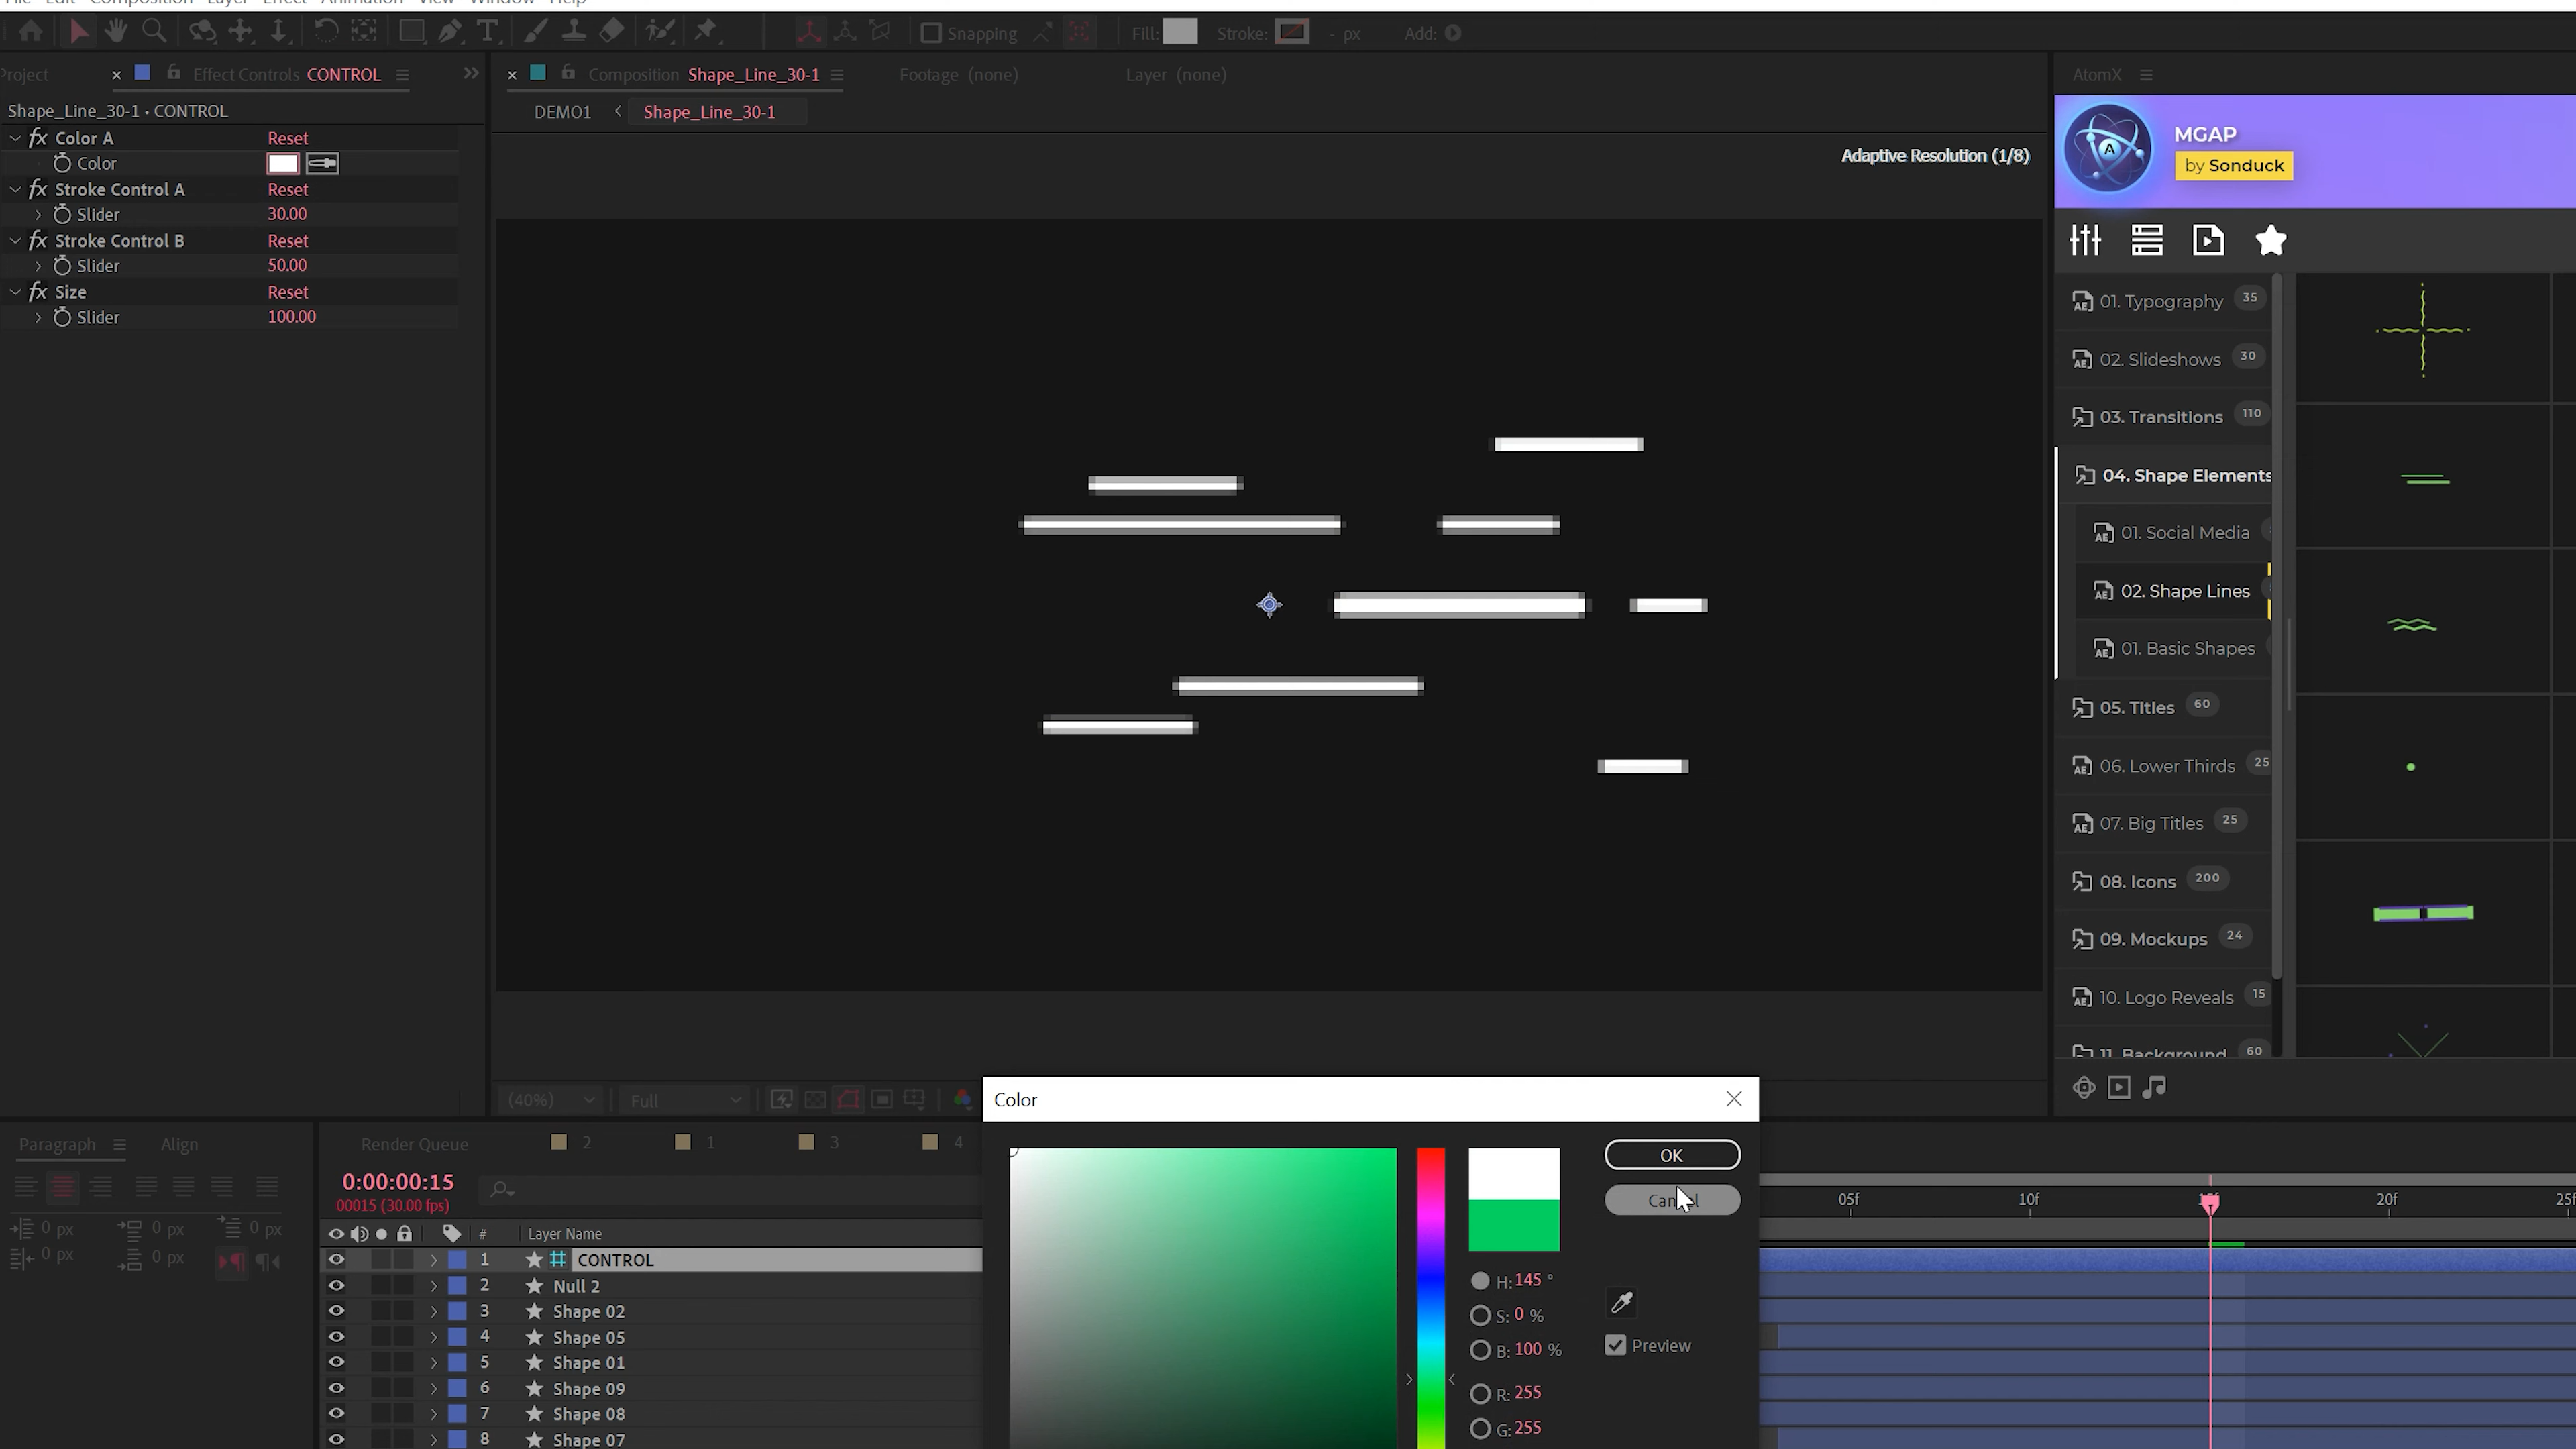 File Edit Composition Layer Effect Animation View Window Help
Snapping Fill: Stroke: - px Add:
Project Effect Controls CONTROL
Composition Shape_Line_30-1 Footage (none) Layer (none)
AtomX
Shape_Line_30-1 • CONTROL
DEMO1 Shape_Line_30-1
fx Color A Reset
Color
fx Stroke Control A Reset
Slider 30.00
fx Stroke Control B Reset
Slider 50.00
fx Size Reset
Slider 100.00
Adaptive Resolution (1/8)
A
MGAP
by Sonduck
01. Typography 35
02. Slideshows 30
03. Transitions 110
04. Shape Elements
01. Social Media
02. Shape Lines
01. Basic Shapes
05. Titles 60
06. Lower Thirds 25
07. Big Titles 25
08. Icons 200
09. Mockups 24
10. Logo Reveals 15
11. Background 60
(40%) Full
Paragraph Align
0 px 0 px 0 px
0 px 0 px
Render Queue 2 1 3 4
0:00:00:15
00015 (30.00 fps)
# Layer Name
1 CONTROL
2 Null 2
3 Shape 02
4 Shape 05
5 Shape 01
6 Shape 09
7 Shape 08
8 Shape 07
Color
OK
H: 145 °
S: 0 %
B: 100 %
R: 255
G: 255
Preview
05f 10f 20f 25f